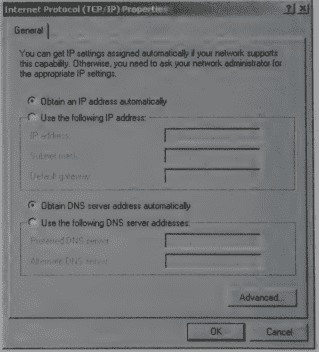 Internet Protocol (TCP/IP) Properties
General
You can get IP settings assigned automatically if your network supports
this capability. Otherwise, you need to ask your network administrator for
the appropriate IP settings.
Obtain an IP address automatically
Use the following IP address:
IP address:
Subnet mask:
Default gateway:
Obtain DNS server address automatically
Use the following DNS server addresses:
Preferred DNS server:
Alternate DNS server:
Advanced...
OK
Cancel